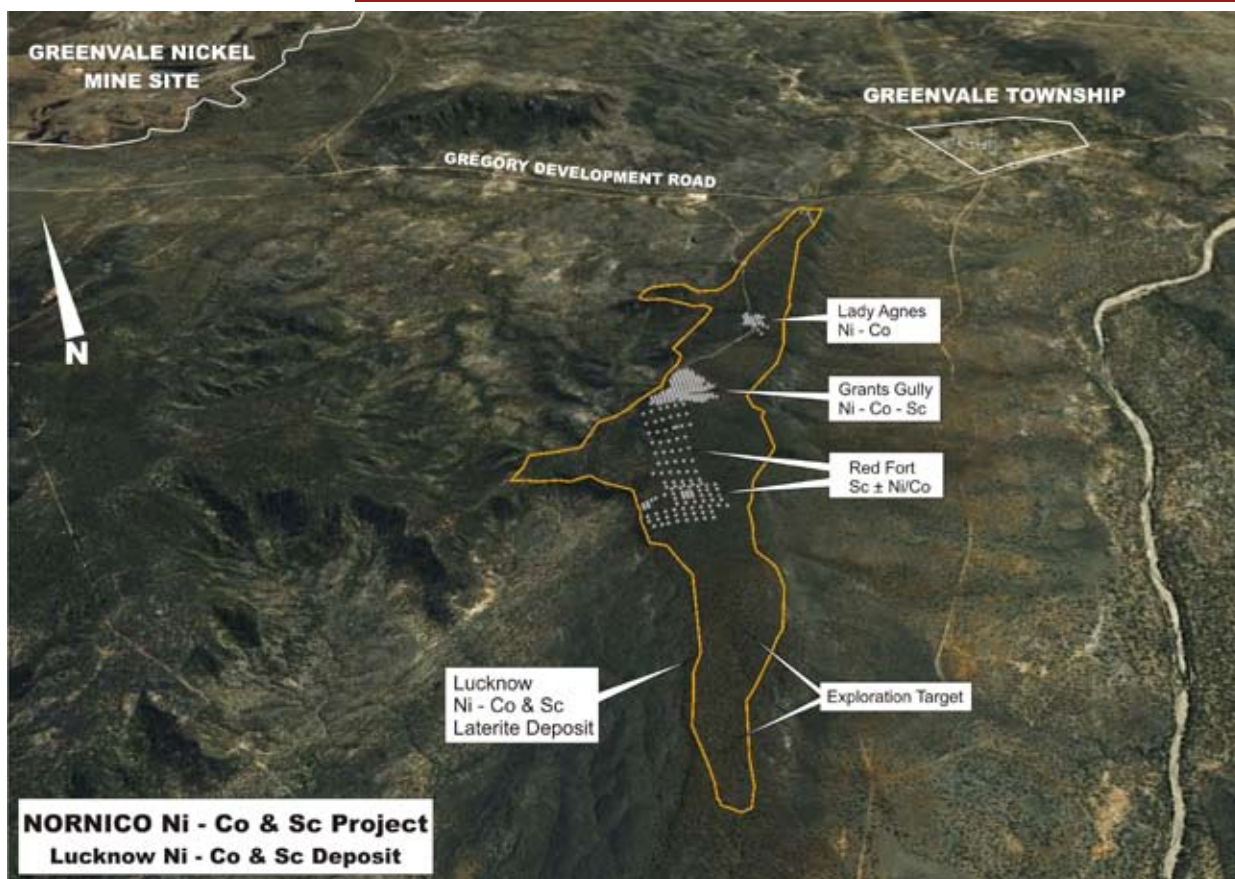 GREENVALE NICKEL
MINE SITE
GREENVALE TOWNSHIP
GREGORY DEVELOPMENT ROAD
N
Lady Agnes
Ni - Co
Grants Gully
Ni - Co - Sc
Red Fort
Sc ± Ni/Co
Lucknow
Ni - Co & Sc
Laterite Deposit
Exploration Target
NORNICO Ni - Co & Sc Project
Lucknow Ni - Co & Sc Deposit